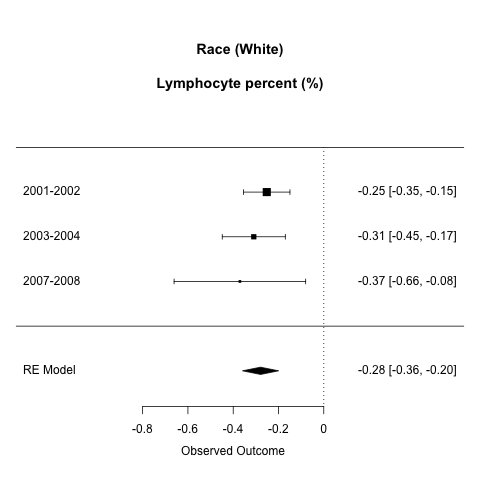 Race (White)
Lymphocyte percent (%)
2001-2002 -0.25 [-0.35, -0.15]
2003-2004 -0.31 [-0.45, -0.17]
2007-2008 -0.37 [-0.66, -0.08]
RE Model -0.28 [-0.36, -0.20]
-0.8 -0.6 -0.4 -0.2 0
Observed Outcome